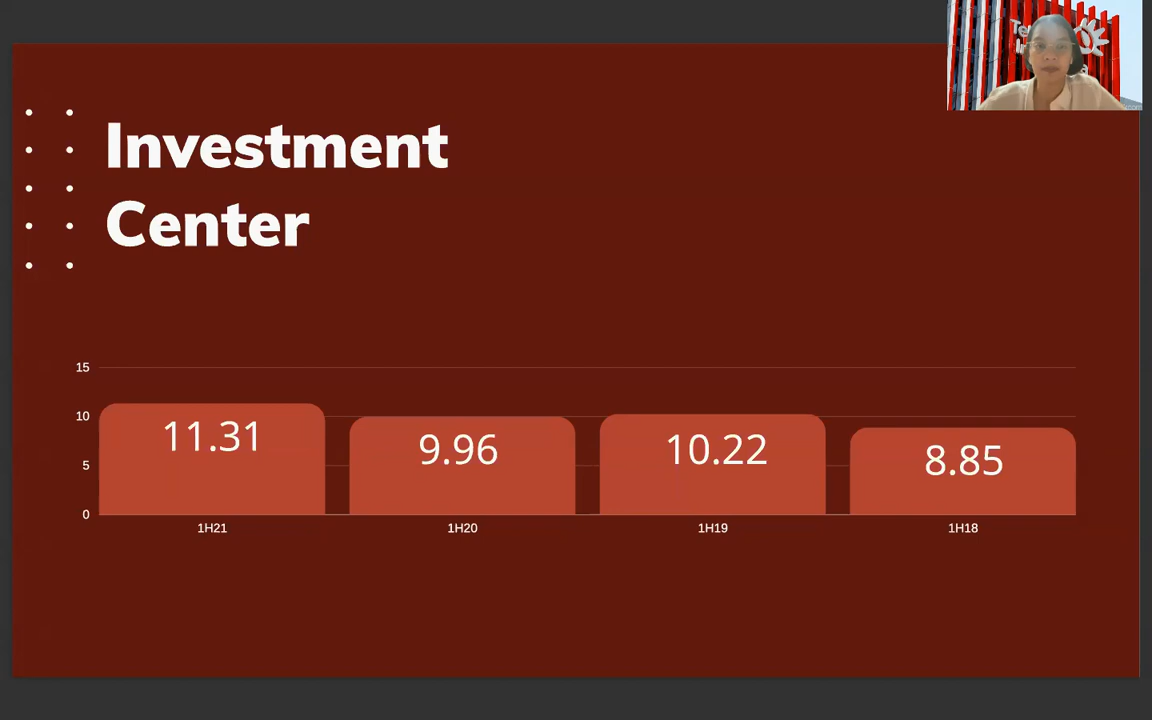 Investment
Center
15
10
5
0
11.31
9.96
10.22
8.85
1H21
1H20
1H19
1H18